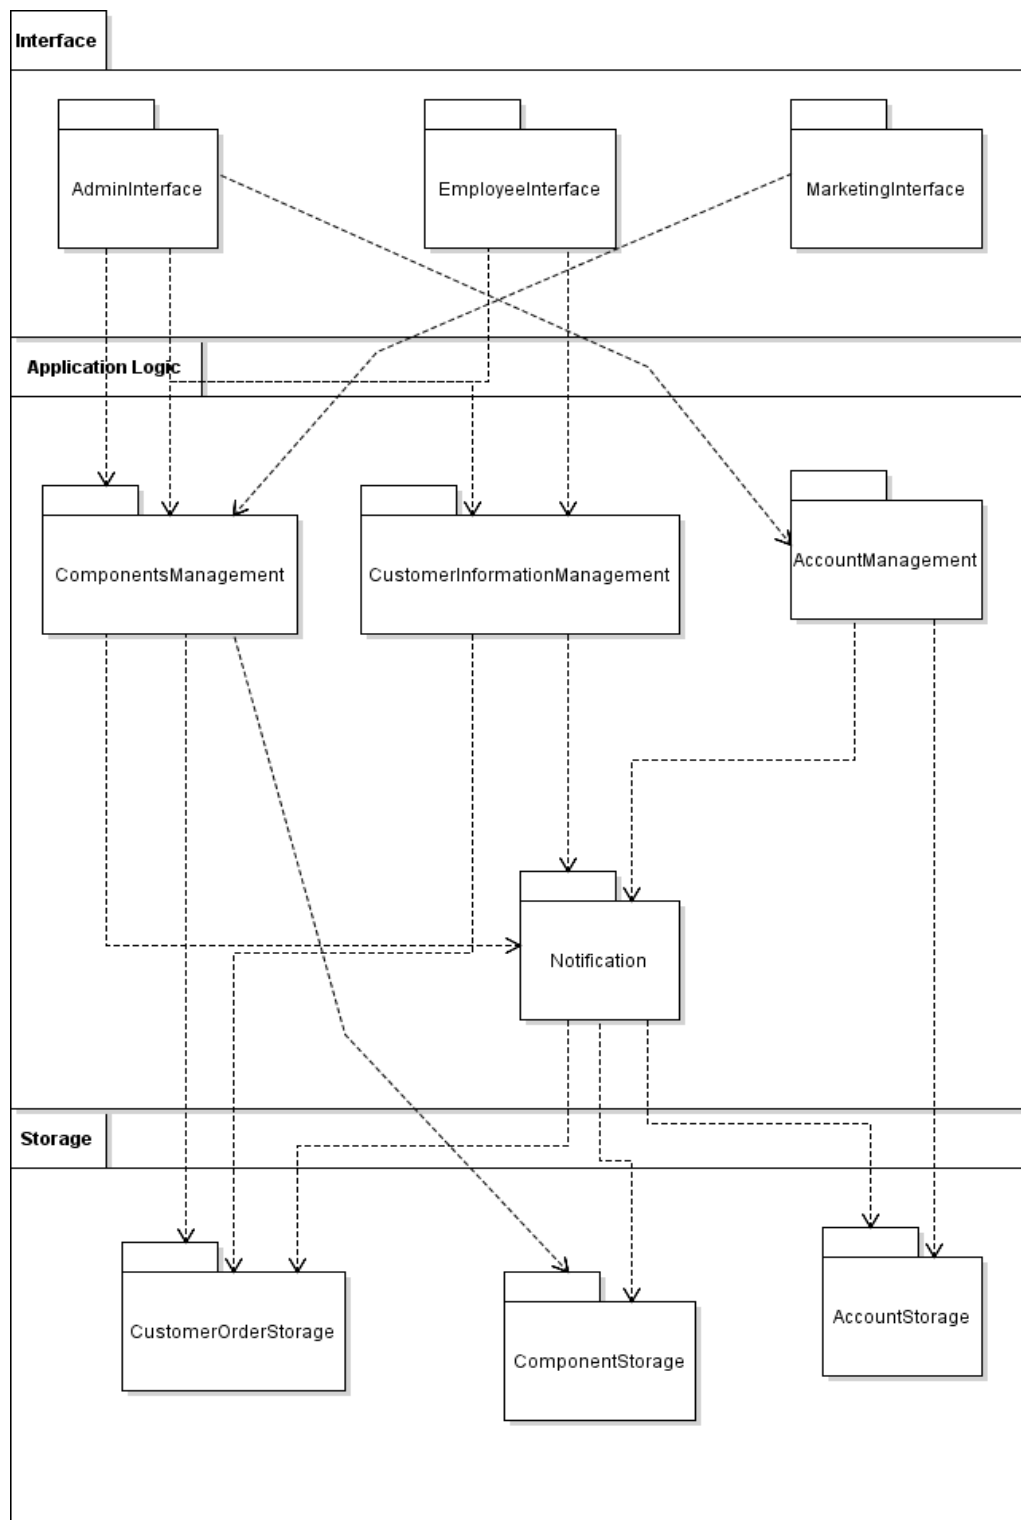 Interface
AdminInterface
EmployeeInterface
MarketingInterface
Application Logic
ComponentsManagement
CustomerInformationManagement
AccountManagement
Notification
Storage
CustomerOrderStorage
ComponentStorage
AccountStorage